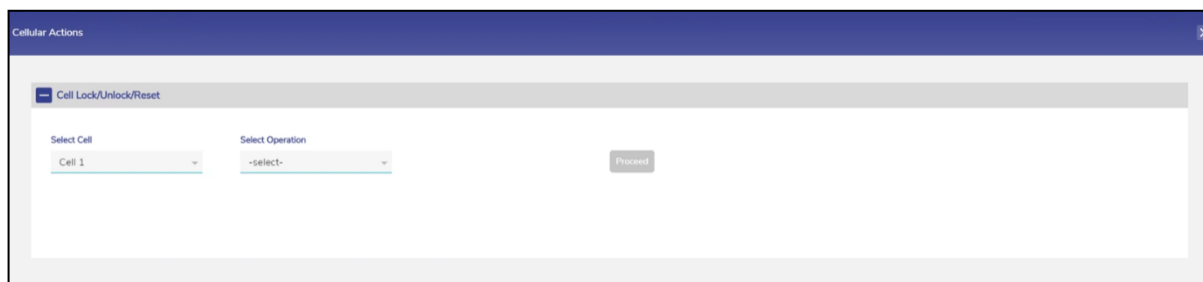 Cellular Actions
Cell Lock/Unlock/Reset
Select Cell Select Operation
Cell 1 -select- Proceed